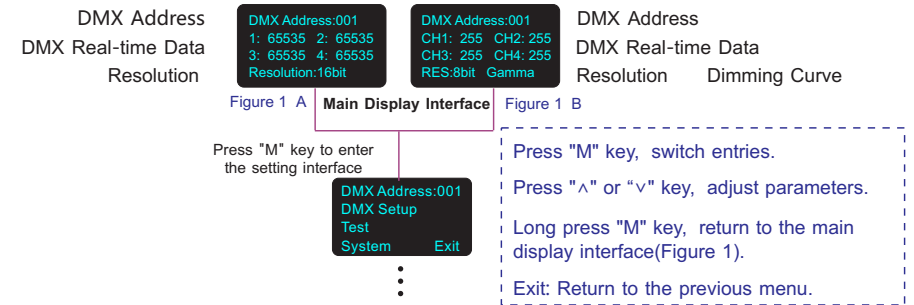 DMX Address
DMX Real-time Data
Resolution
DMX Address:001
1: 65535 2: 65535
3: 65535 4: 65535
Resolution:16bit
DMX Address:001
CH1: 255 CH2: 255
CH3: 255 CH4: 255
RES:8bit Gamma
DMX Address
DMX Real-time Data
Resolution Dimming Curve
Figure 1 A
Main Display Interface
Figure 1 B
Press "M" key to enter
the setting interface
DMX Address:001
DMX Setup
Test
System Exit
Press "M" key, switch entries.
Press "∧" or “∨” key, adjust parameters.
Long press "M" key, return to the main
display interface(Figure 1).
Exit: Return to the previous menu.